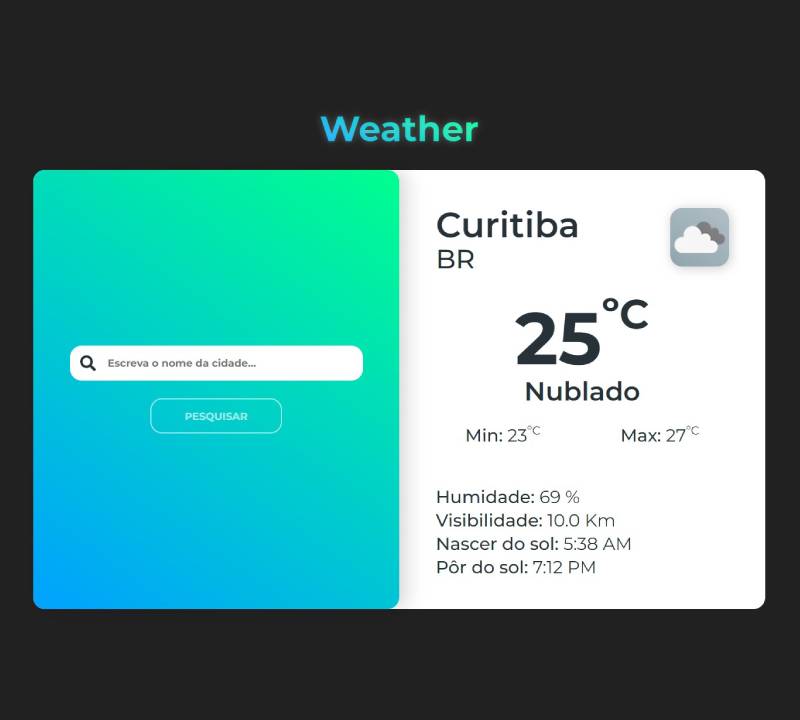 Weather
Escreva o nome da cidade...
PESQUISAR
Curitiba
BR
25°C
Nublado
Min: 23°C
Max: 27°C
Humidade: 69 %
Visibilidade: 10.0 Km
Nascer do sol: 5:38 AM
Pôr do sol: 7:12 PM